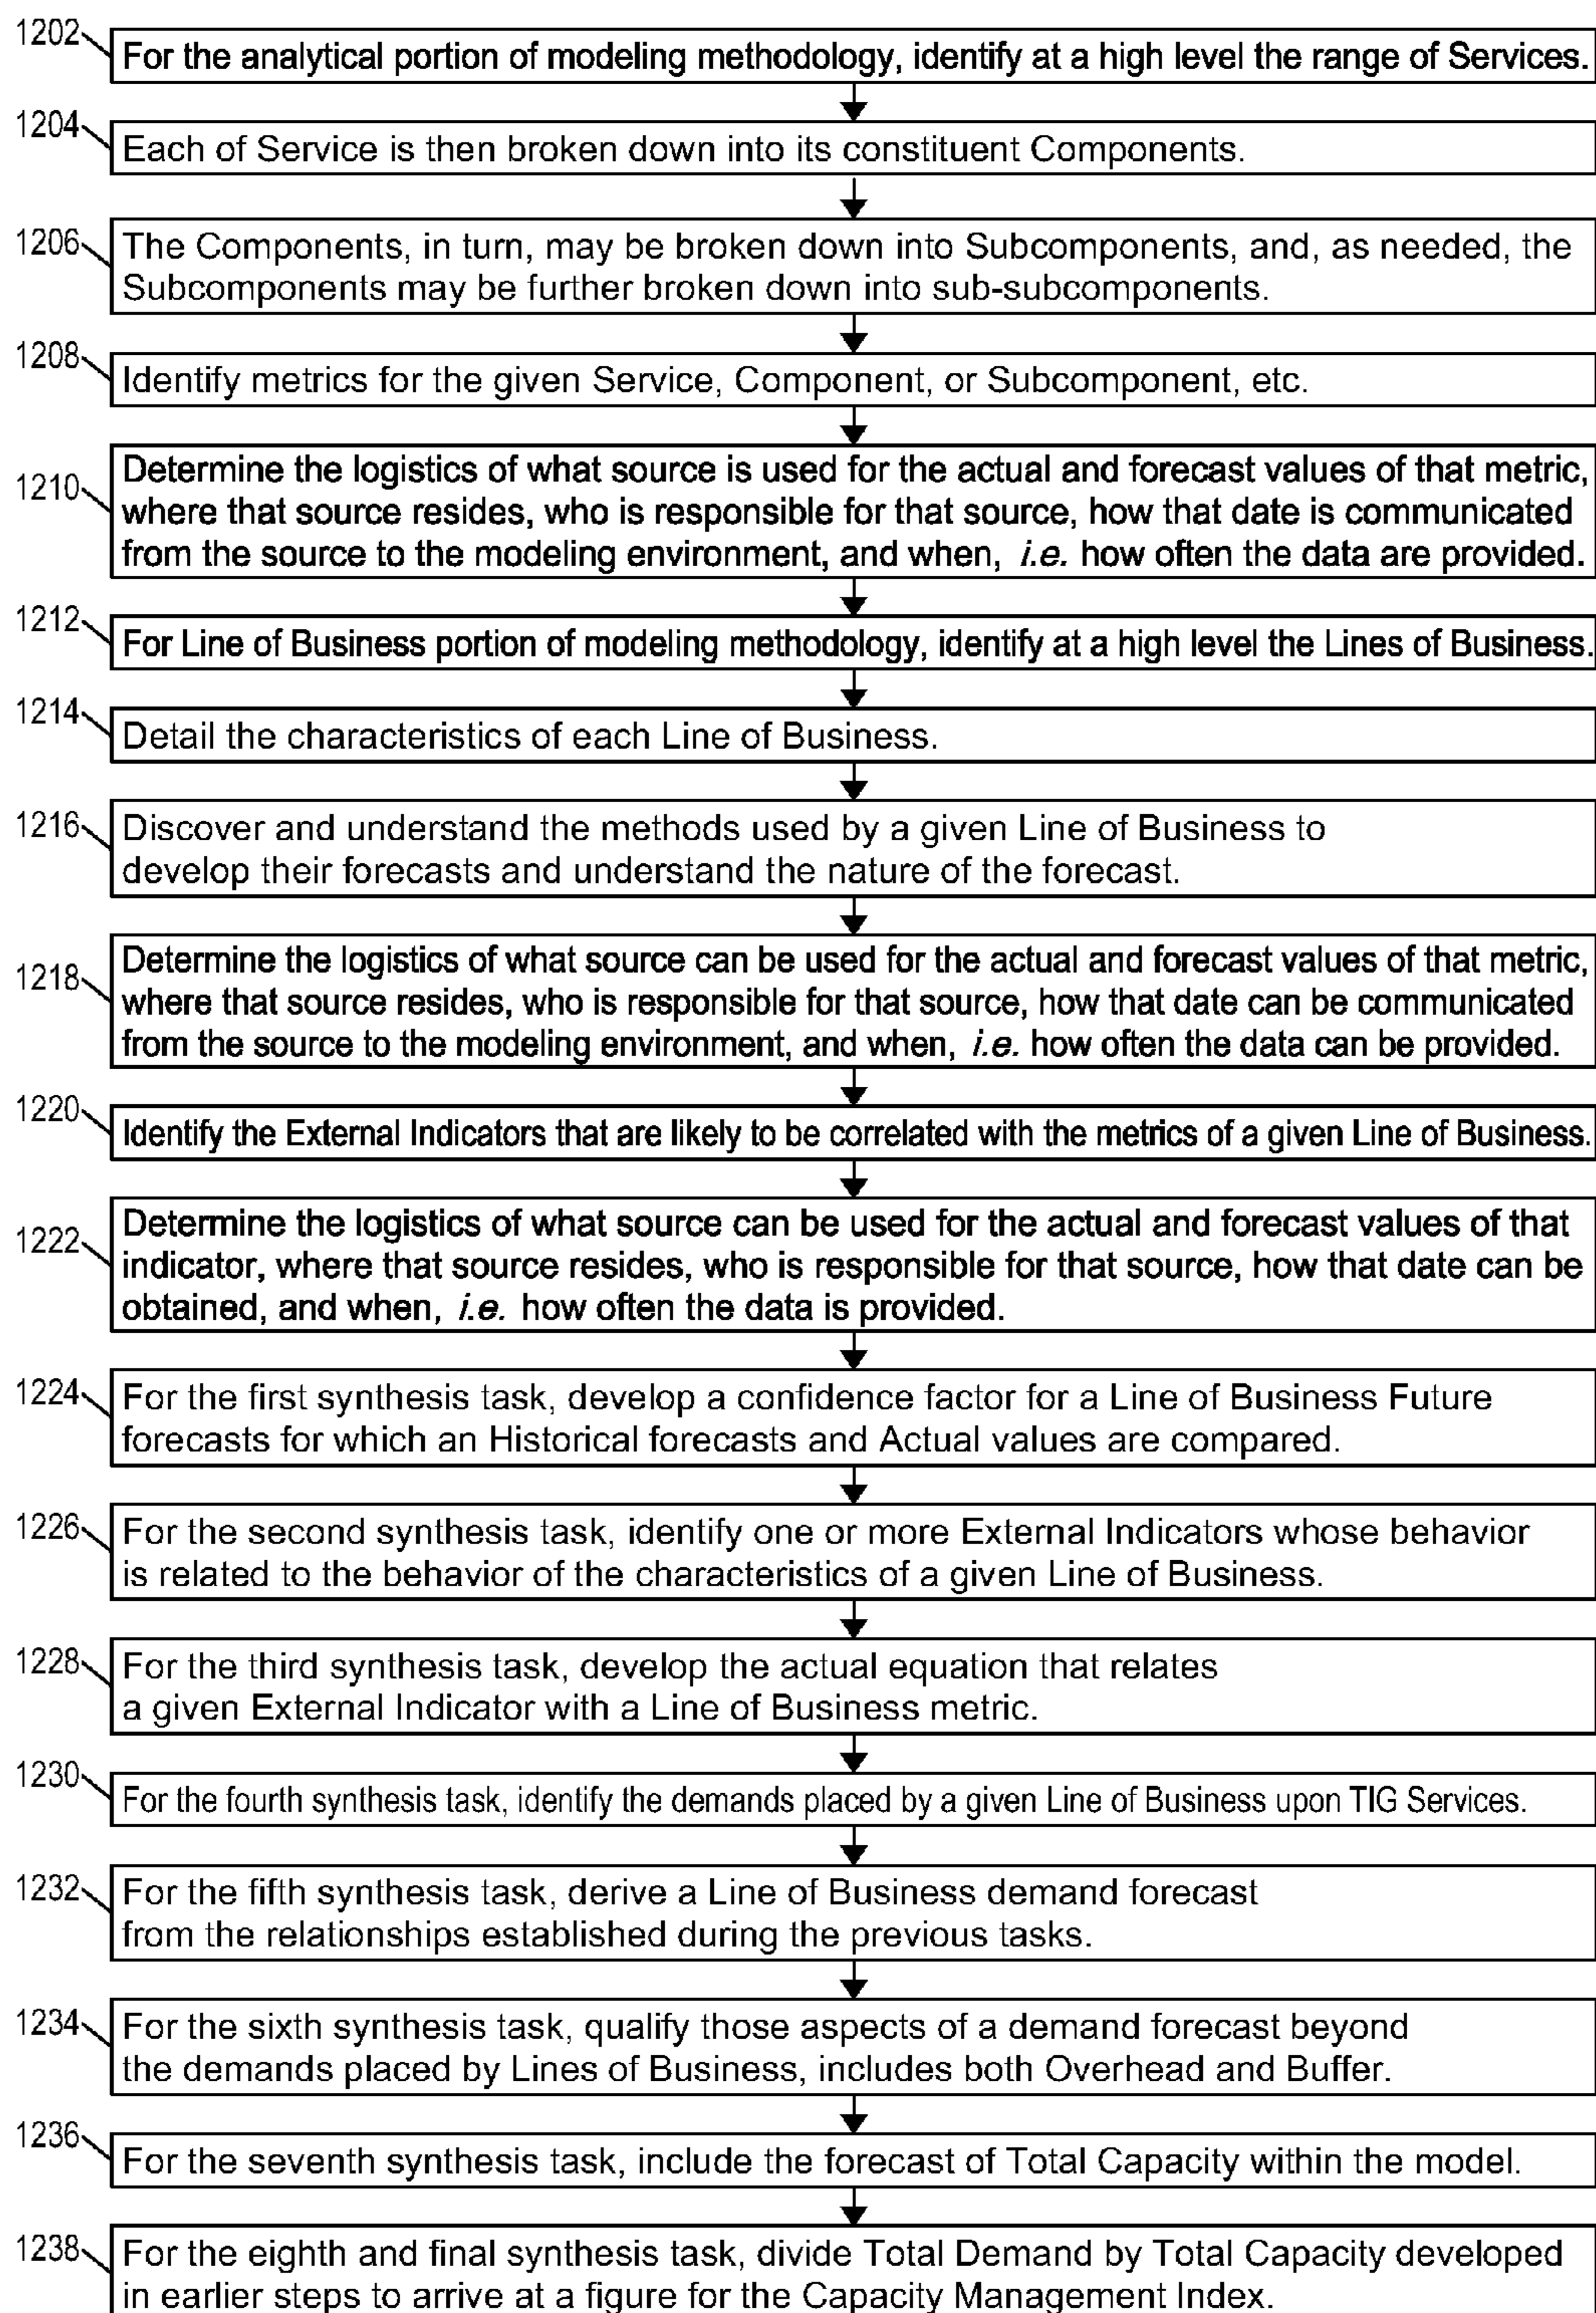 1202
For the analytical portion of modeling methodology, identify at a high level the range of Services.
1204
Each of Service is then broken down into its constituent Components.
1206
The Components, in turn, may be broken down into Subcomponents, and, as needed, the
Subcomponents may be further broken down into sub-subcomponents.
1208
Identify metrics for the given Service, Component, or Subcomponent, etc.
1210
Determine the logistics of what source is used for the actual and forecast values of that metric,
where that source resides, who is responsible for that source, how that date is communicated
from the source to the modeling environment, and when, i.e. how often the data are provided.
1212
For Line of Business portion of modeling methodology, identify at a high level the Lines of Business.
1214
Detail the characteristics of each Line of Business.
1216
Discover and understand the methods used by a given Line of Business to
develop their forecasts and understand the nature of the forecast.
1218
Determine the logistics of what source can be used for the actual and forecast values of that metric,
where that source resides, who is responsible for that source, how that date can be communicated
from the source to the modeling environment, and when, i.e. how often the data can be provided.
1220
Identify the External Indicators that are likely to be correlated with the metrics of a given Line of Business.
1222
Determine the logistics of what source can be used for the actual and forecast values of that
indicator, where that source resides, who is responsible for that source, how that date can be
obtained, and when, i.e. how often the data is provided.
1224
For the first synthesis task, develop a confidence factor for a Line of Business Future
forecasts for which an Historical forecasts and Actual values are compared.
1226
For the second synthesis task, identify one or more External Indicators whose behavior
is related to the behavior of the characteristics of a given Line of Business.
1228
For the third synthesis task, develop the actual equation that relates
a given External Indicator with a Line of Business metric.
1230
For the fourth synthesis task, identify the demands placed by a given Line of Business upon TIG Services.
1232
For the fifth synthesis task, derive a Line of Business demand forecast
from the relationships established during the previous tasks.
1234
For the sixth synthesis task, qualify those aspects of a demand forecast beyond
the demands placed by Lines of Business, includes both Overhead and Buffer.
1236
For the seventh synthesis task, include the forecast of Total Capacity within the model.
1238
For the eighth and final synthesis task, divide Total Demand by Total Capacity developed
in earlier steps to arrive at a figure for the Capacity Management Index.